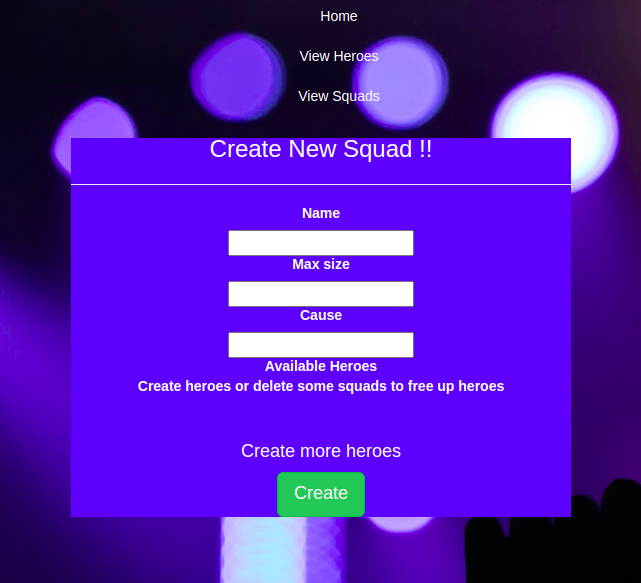 Home
View Heroes
View Squads
Create New Squad !!
Name
Max size
Cause
Available Heroes
Create heroes or delete some squads to free up heroes
Create more heroes
Create